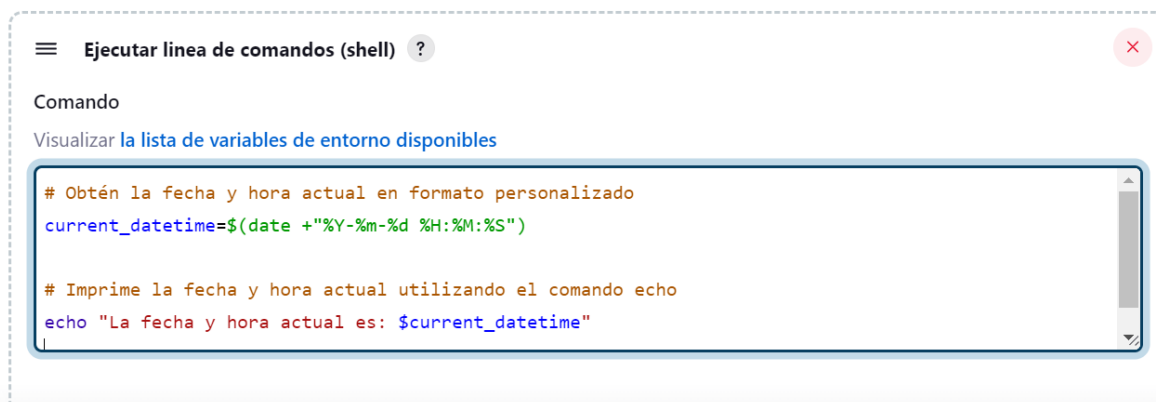 Ejecutar linea de comandos (shell) ?
Comando
Visualizar la lista de variables de entorno disponibles
# Obtén la fecha y hora actual en formato personalizado
current_datetime=$(date +"%Y-%m-%d %H:%M:%S")
# Imprime la fecha y hora actual utilizando el comando echo
echo "La fecha y hora actual es: $current_datetime"